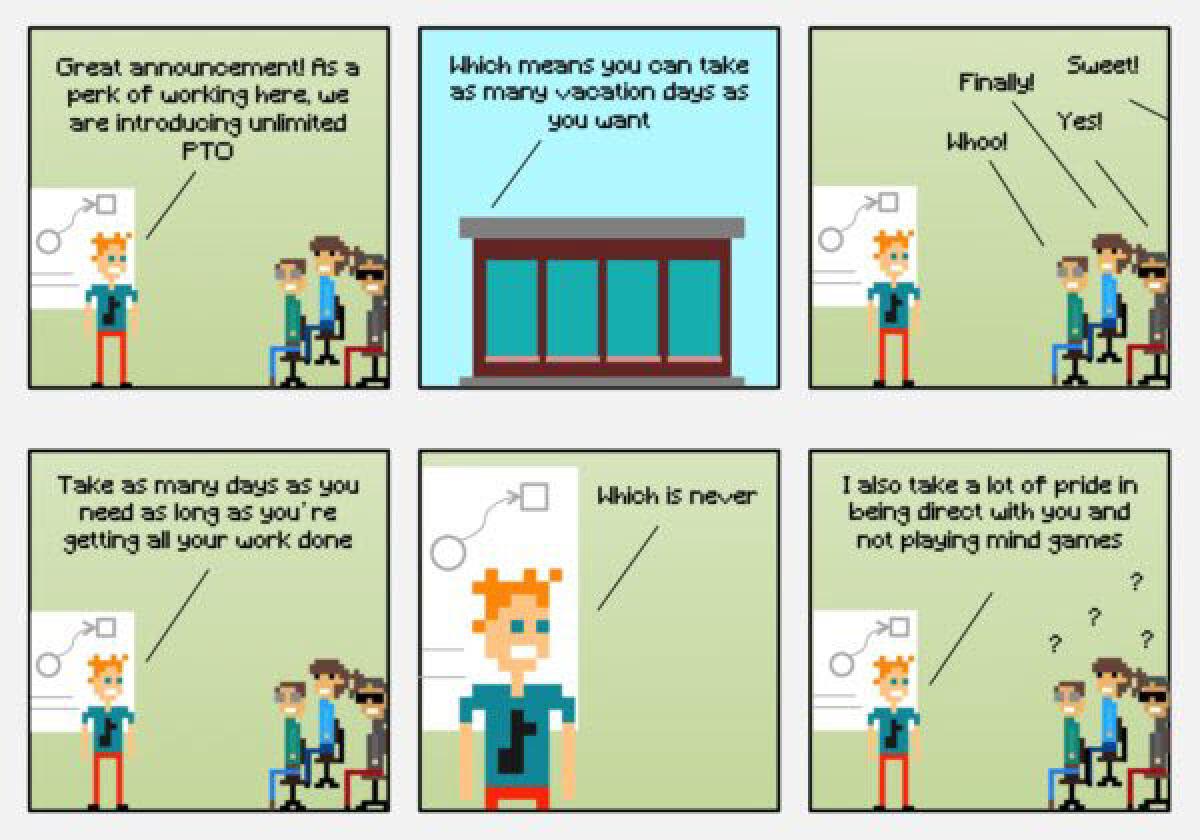 Great announcement! As a
perk of working here, we
are introducing unlimited
PTO
Which means you can take
as many vacation days as
you want
Sweet!
Finally!
Yes!
Whoo!
Take as many days as you
need as long as you're
getting all your work done
Which is never
I also take a lot of pride in
being direct with you and
not playing mind games
?
?
?
?